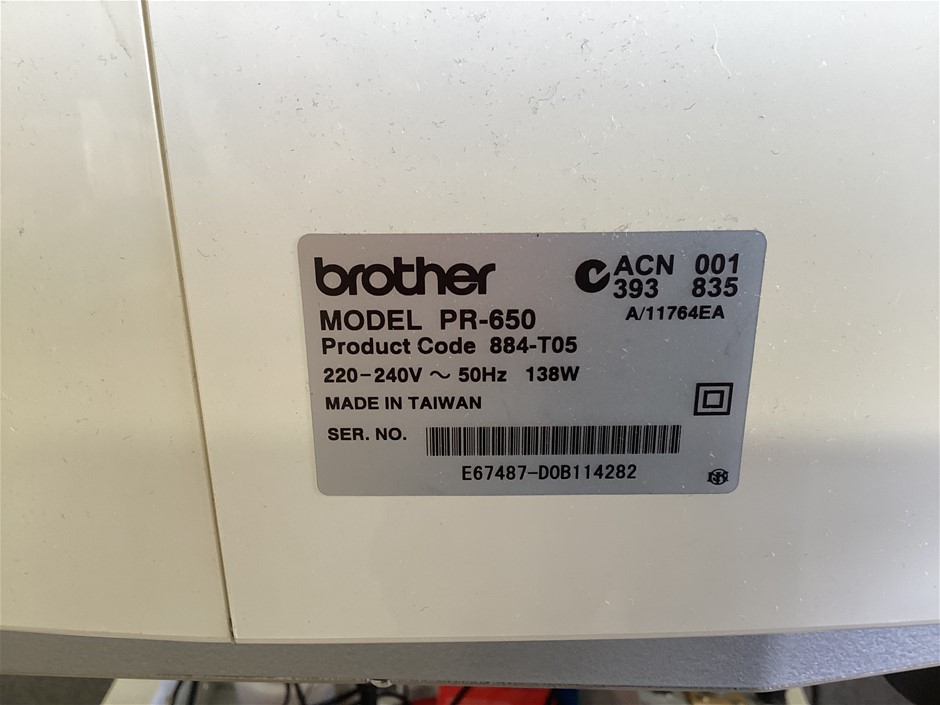 brother
ACN 001
393 835
A/11764EA
MODEL PR-650
Product Code 884-T05
220-240V ~ 50Hz 138W
MADE IN TAIWAN
SER. NO.
E67487-D0B114282